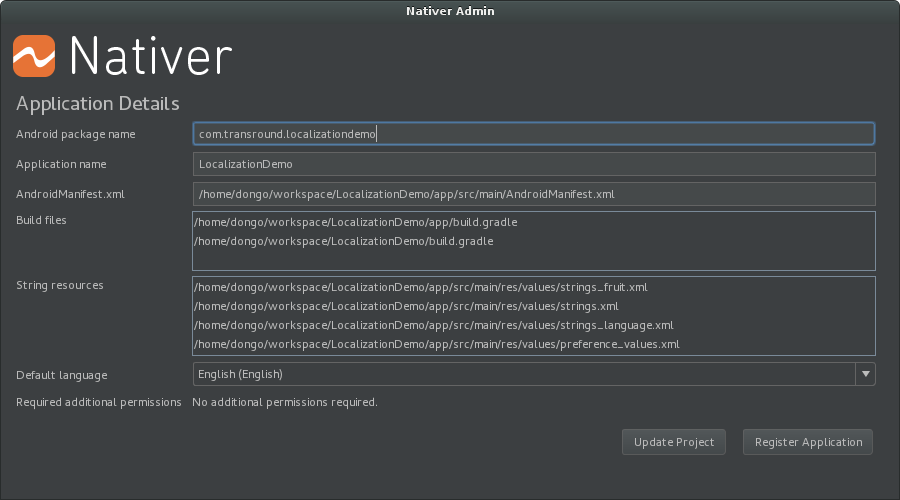 Nativer Admin
Nativer
Application Details
Android package name com.transround.localizationdemo
Application name LocalizationDemo
AndroidManifest.xml /home/dongo/workspace/LocalizationDemo/app/src/main/AndroidManifest.xml
Build files /home/dongo/workspace/LocalizationDemo/app/build.gradle
/home/dongo/workspace/LocalizationDemo/build.gradle
String resources /home/dongo/workspace/LocalizationDemo/app/src/main/res/values/strings_fruit.xml
/home/dongo/workspace/LocalizationDemo/app/src/main/res/values/strings.xml
/home/dongo/workspace/LocalizationDemo/app/src/main/res/values/strings_language.xml
/home/dongo/workspace/LocalizationDemo/app/src/main/res/values/preference_values.xml
Default language English (English)
Required additional permissions No additional permissions required.
Update Project Register Application